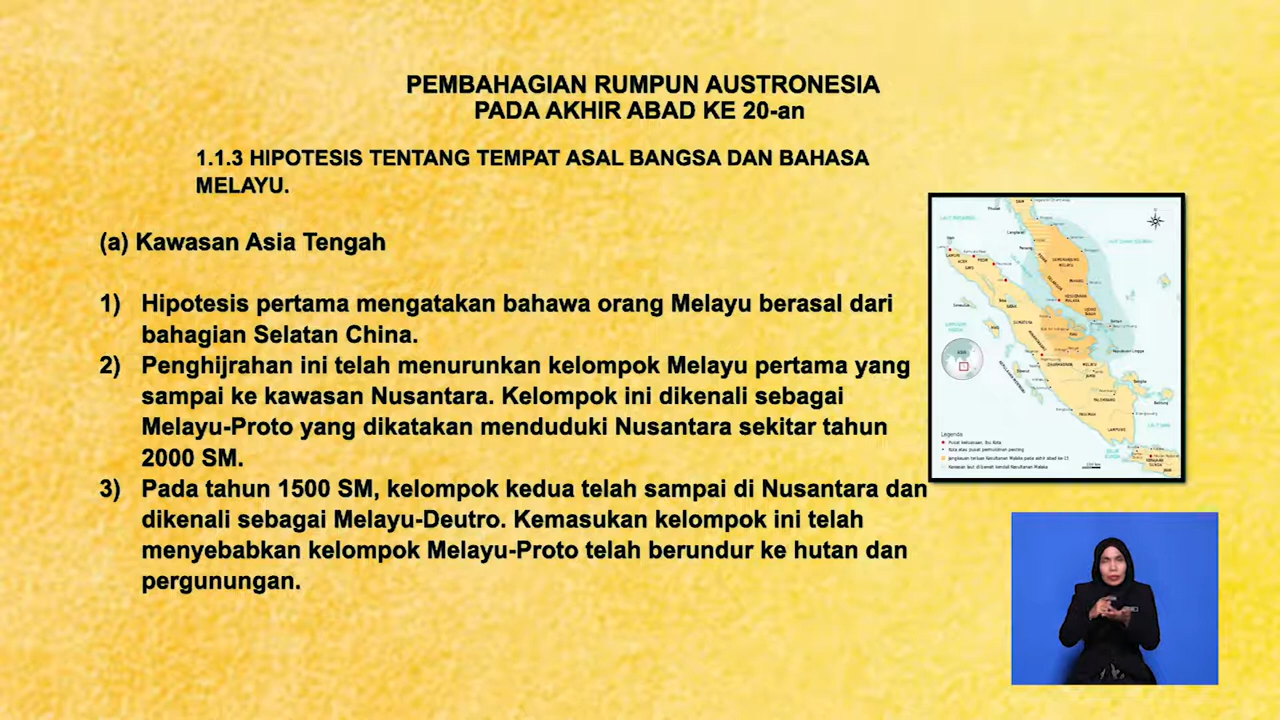 PEMBAHAGIAN RUMPUN AUSTRONESIA
PADA AKHIR ABAD KE 20-an
1.1.3 HIPOTESIS TENTANG TEMPAT ASAL BANGSA DAN BAHASA
MELAYU.
(a) Kawasan Asia Tengah
1) Hipotesis pertama mengatakan bahawa orang Melayu berasal dari
bahagian Selatan China.
2) Penghijrahan ini telah menurunkan kelompok Melayu pertama yang
sampai ke kawasan Nusantara. Kelompok ini dikenali sebagai
Melayu-Proto yang dikatakan menduduki Nusantara sekitar tahun
2000 SM.
3) Pada tahun 1500 SM, kelompok kedua telah sampai di Nusantara dan
dikenali sebagai Melayu-Deutro. Kemasukan kelompok ini telah
menyebabkan kelompok Melayu-Proto telah berundur ke hutan dan
pergunungan.
Legenda